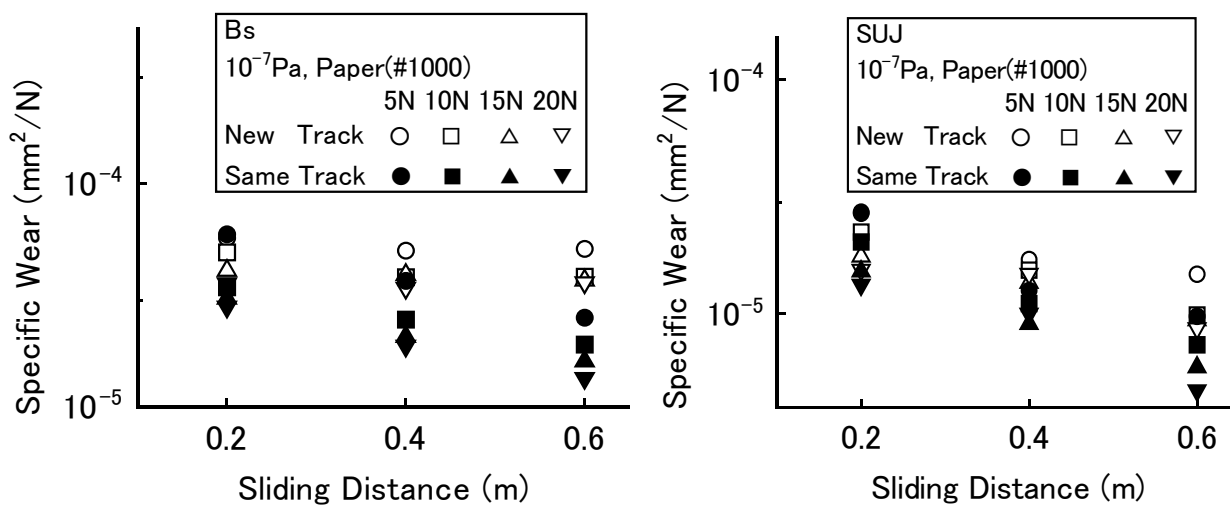 Bs
10⁻⁷Pa, Paper(#1000)
5N 10N 15N 20N
New Track
Same Track
Specific Wear (mm²/N)
10⁻⁴
10⁻⁵
0.2 0.4 0.6
Sliding Distance (m)
SUJ
10⁻⁷Pa, Paper(#1000)
5N 10N 15N 20N
New Track
Same Track
Specific Wear (mm²/N)
10⁻⁴
10⁻⁵
0.2 0.4 0.6
Sliding Distance (m)